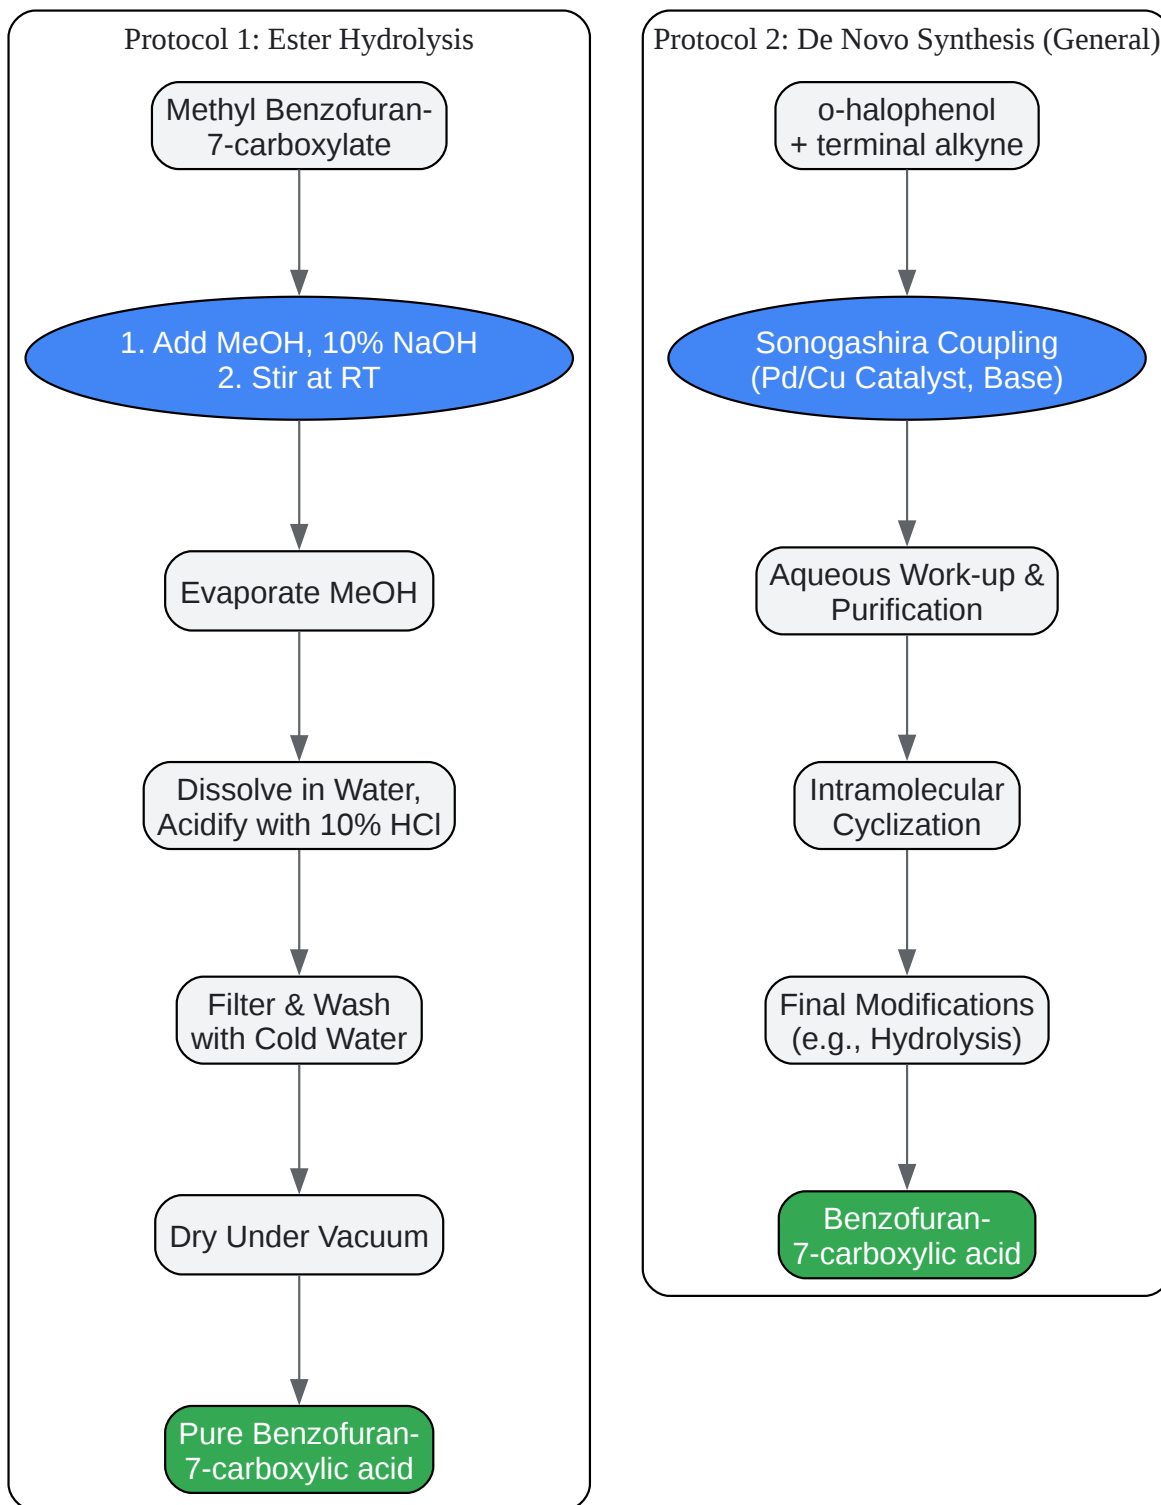 Protocol 1: Ester Hydrolysis
Methyl Benzofuran-
7-carboxylate
1. Add MeOH, 10% NaOH
2. Stir at RT
Evaporate MeOH
Dissolve in Water,
Acidify with 10% HCl
Filter & Wash
with Cold Water
Dry Under Vacuum
Pure Benzofuran-
7-carboxylic acid
Protocol 2: De Novo Synthesis (General)
o-halophenol
+ terminal alkyne
Sonogashira Coupling
(Pd/Cu Catalyst, Base)
Aqueous Work-up &
Purification
Intramolecular
Cyclization
Final Modifications
(e.g., Hydrolysis)
Benzofuran-
7-carboxylic acid